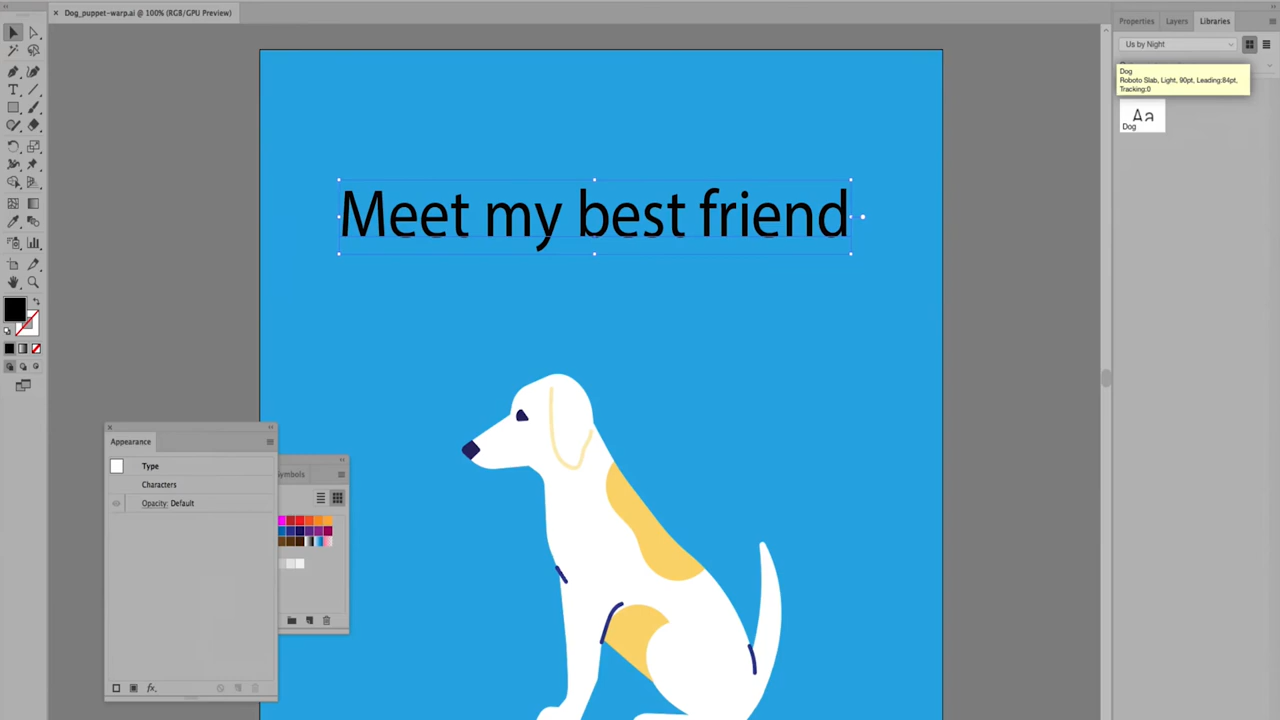 Dog_puppet-warp.ai @ 100% (RGB/GPU Preview)
Properties
Layers
Libraries
Us by Night
Dog
Roboto Slab, Light, 90pt, Leading:84pt,
Tracking:0
Aa
Dog
Meet my best friend
Appearance
Type
Characters
Opacity: Default
ymbols
fx
T